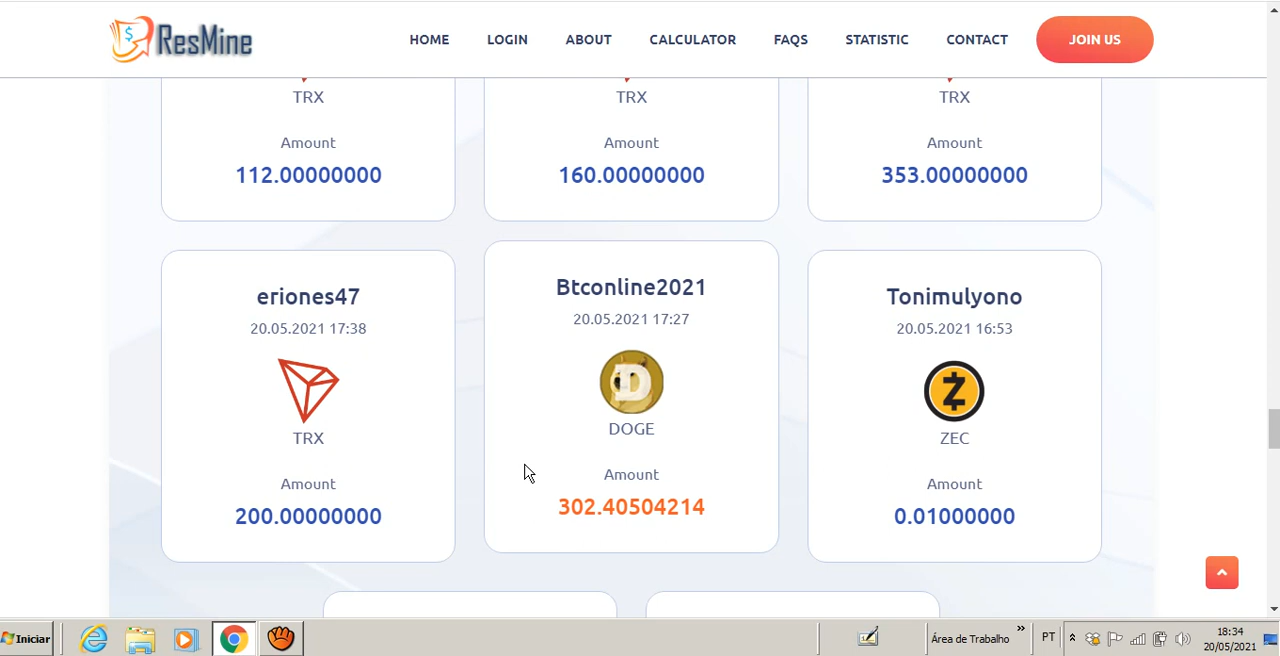 ResMine
HOME LOGIN ABOUT CALCULATOR FAQS STATISTIC CONTACT JOIN US
TRX TRX TRX
Amount Amount Amount
112.00000000 160.00000000 353.00000000
eriones47
20.05.2021 17:38
TRX
Amount
200.00000000
Btconline2021
20.05.2021 17:27
DOGE
Amount
302.40504214
Tonimulyono
20.05.2021 16:53
ZEC
Amount
0.01000000
Iniciar Área de Trabalho » PT 18:34
20/05/2021